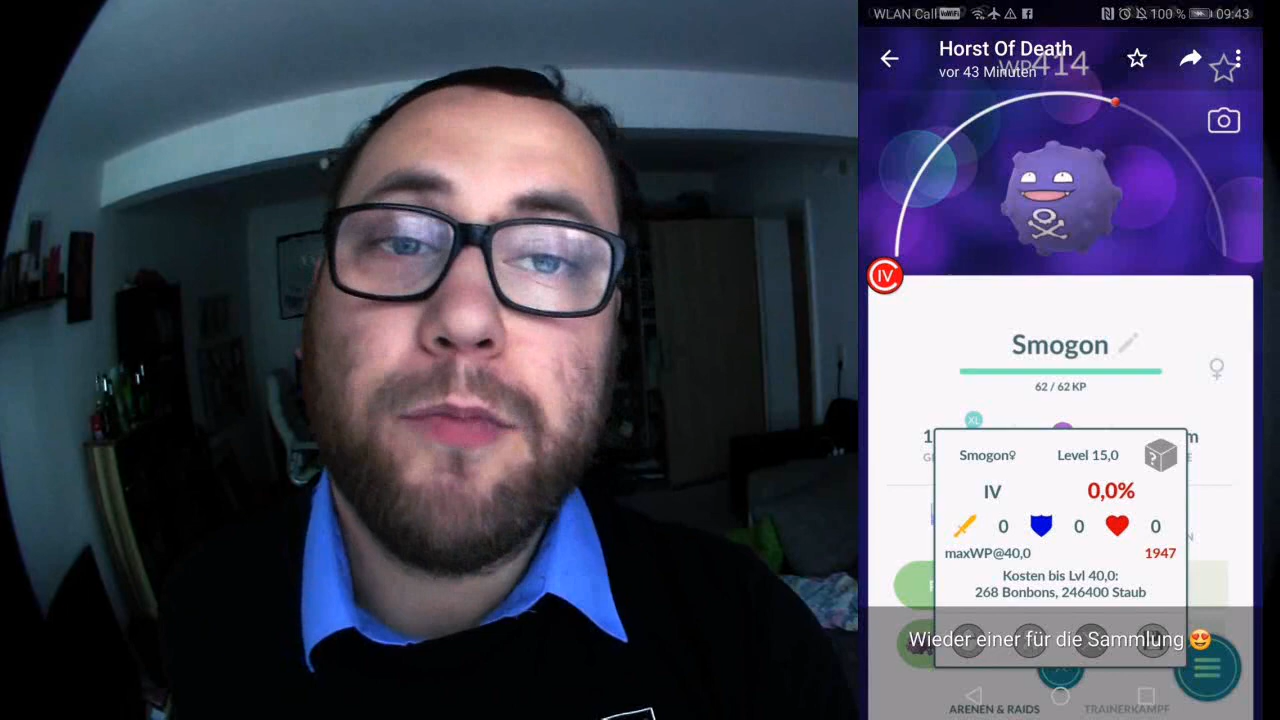 WLAN Call VoWiFi 100 % 09:43
Horst Of Death
WP414
vor 43 Minuten
IV
Smogon
62 / 62 KP
XL
Smogon♀ Level 15,0
IV 0,0%
0 0 0
maxWP@40,0 1947
Kosten bis Lvl 40,0:
268 Bonbons, 246400 Staub
Wieder einer für die Sammlung 😍
ARENEN & RAIDS TRAINERKAMPF